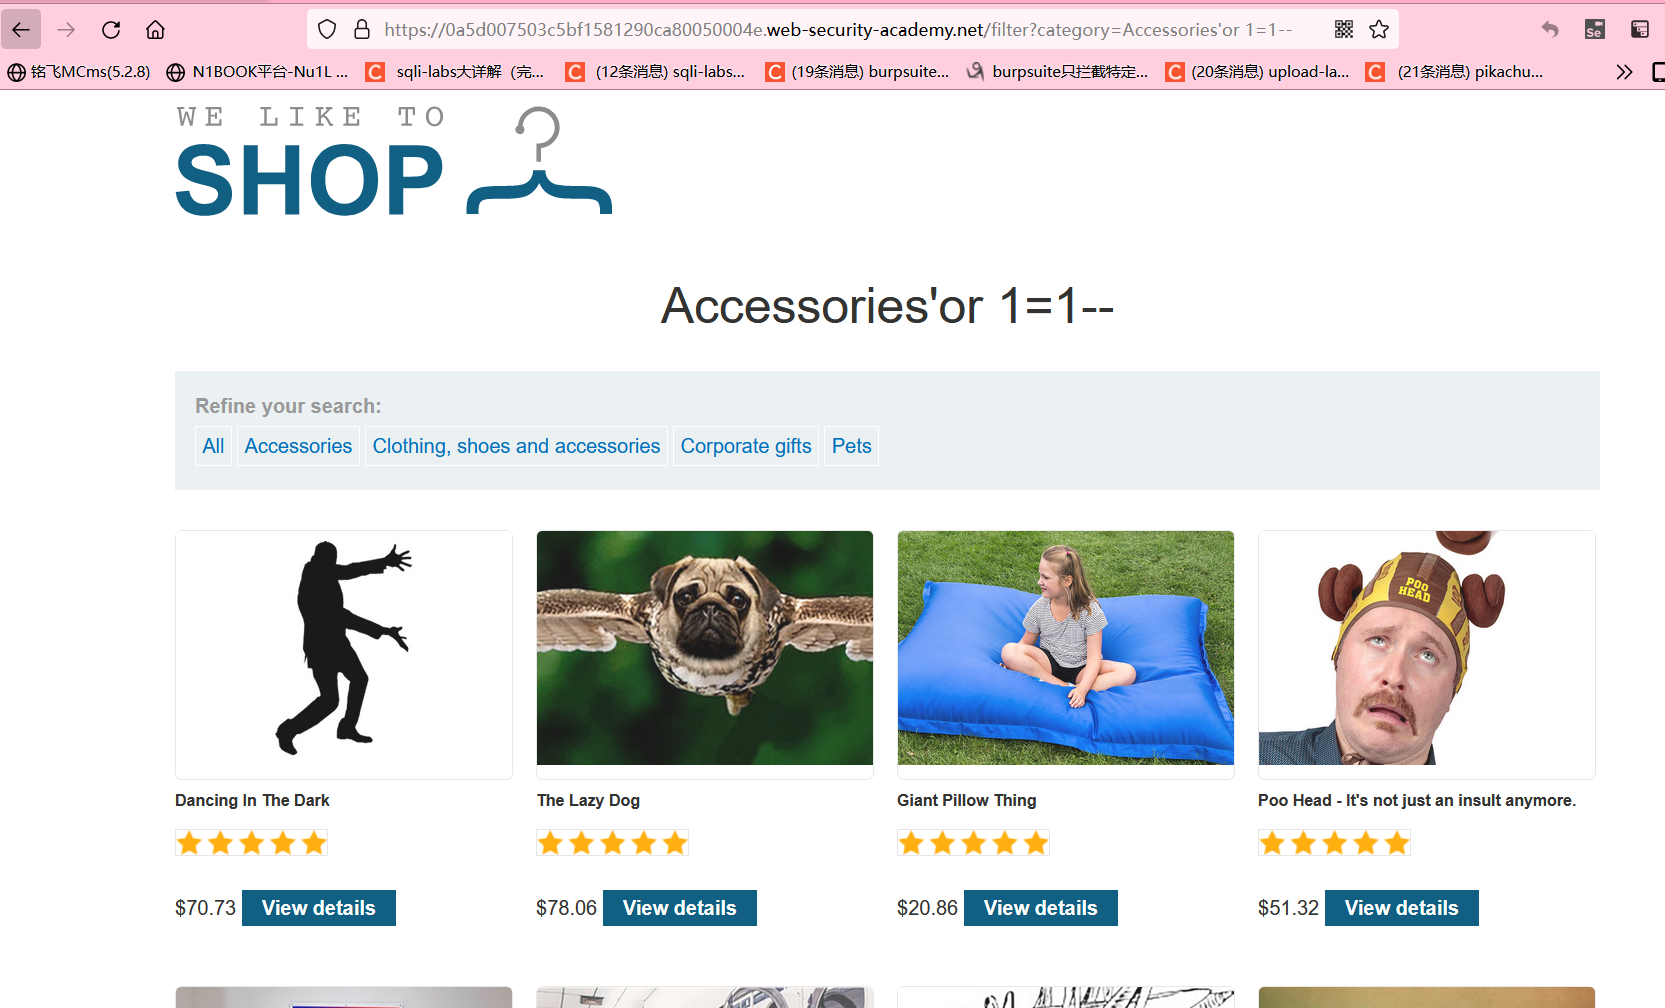 https://0a5d007503c5bf1581290ca80050004e.web-security-academy.net/filter?category=Accessories'or 1=1--
Se
铭飞MCms(5.2.8) N1BOOK平台-Nu1L ... C sqli-labs大详解（完... C (12条消息) sqli-labs... C (19条消息) burpsuite... burpsuite只拦截特定... C (20条消息) upload-la... C (21条消息) pikachu...
WE LIKE TO
SHOP
Accessories'or 1=1--
Refine your search:
All Accessories Clothing, shoes and accessories Corporate gifts Pets
POO
HEAD
Dancing In The Dark The Lazy Dog Giant Pillow Thing Poo Head - It's not just an insult anymore.
$70.73 View details $78.06 View details $20.86 View details $51.32 View details